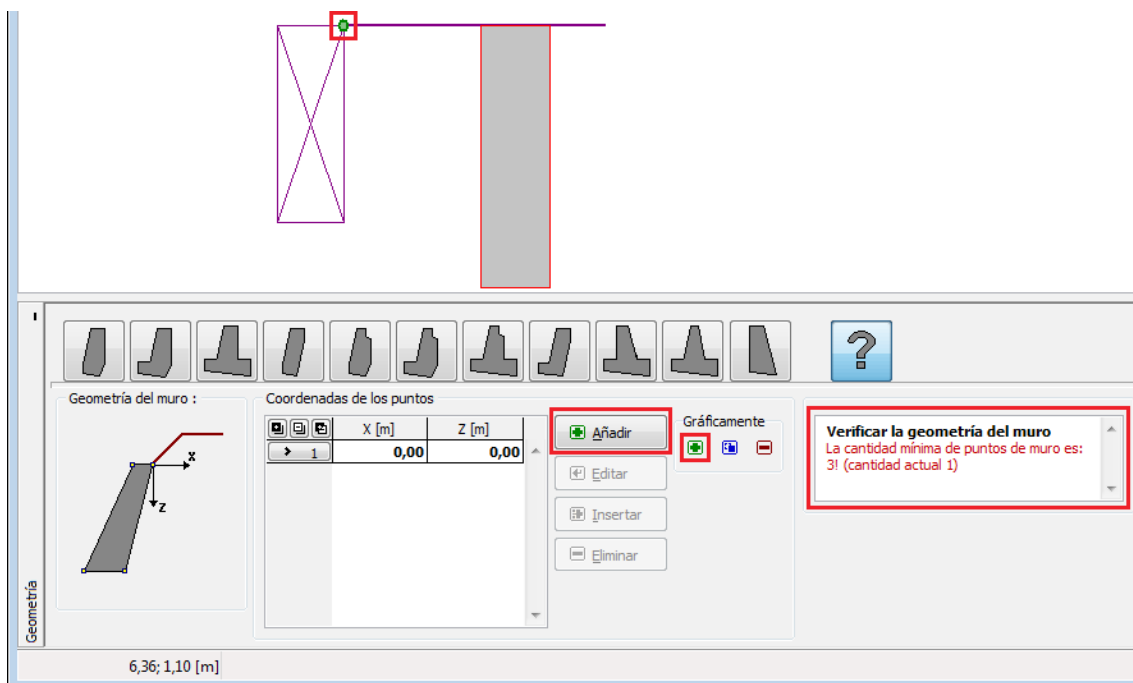 Geometría del muro :
x
z
Coordenadas de los puntos
X [m] Z [m]
1 0,00 0,00
Añadir
Editar
Insertar
Eliminar
Gráficamente
?
Verificar la geometría del muro
La cantidad mínima de puntos de muro es:
3! (cantidad actual 1)
Geometría
6,36; 1,10 [m]